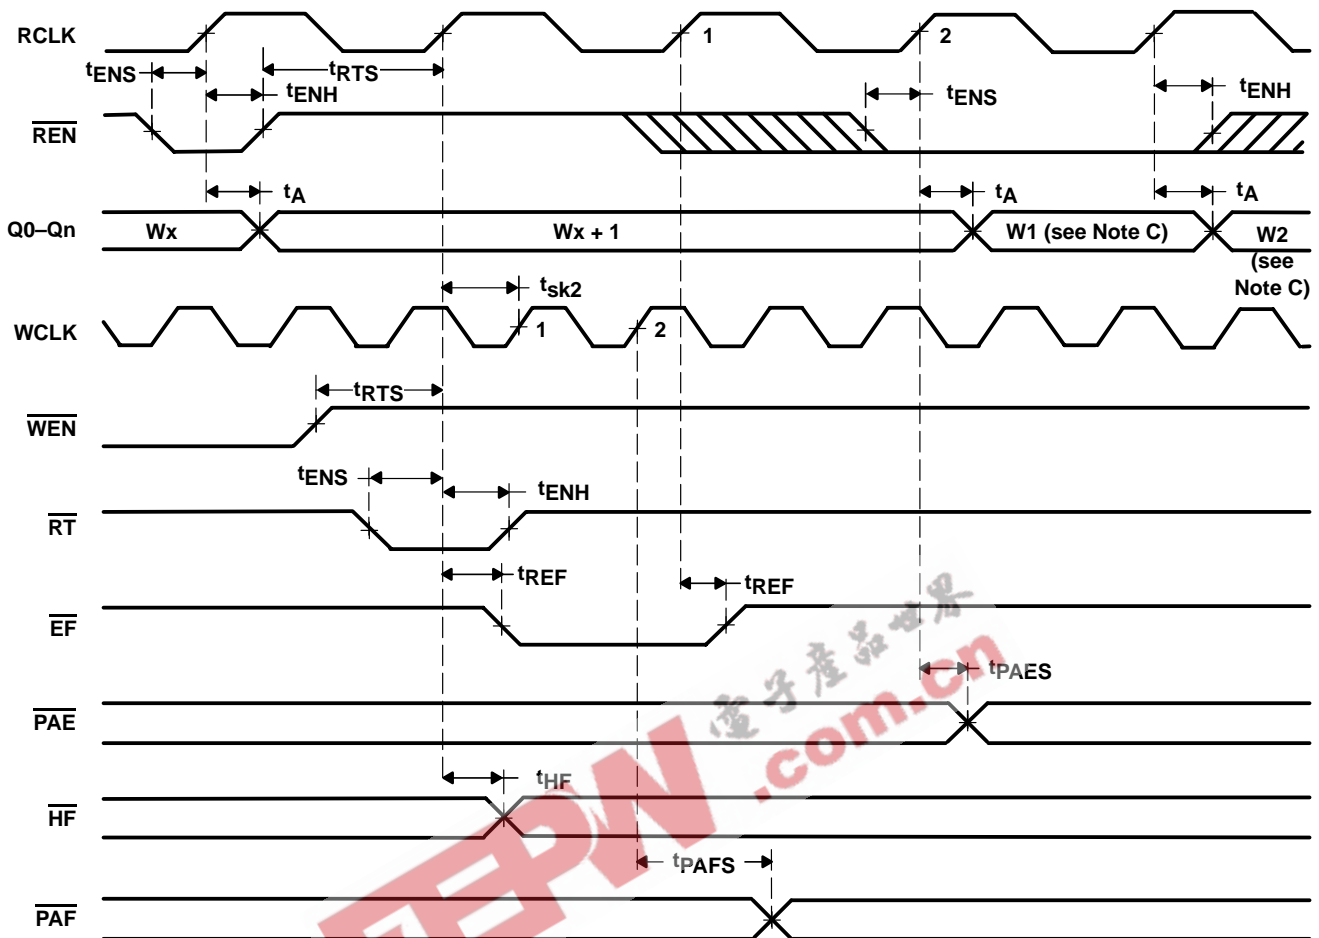 RCLK
1
2
tENS
tRTS
tENH
tENS
tENH
REN
tA
tA
tA
Q0–Qn
Wx
Wx + 1
W1 (see Note C)
W2
(see
Note C)
tsk2
WCLK
1
2
tRTS
WEN
tENS
tENH
RT
tREF
tREF
EF
tPAES
PAE
tHF
HF
tPAFS
PAF
電子產品世界
.com.cn
EEPW